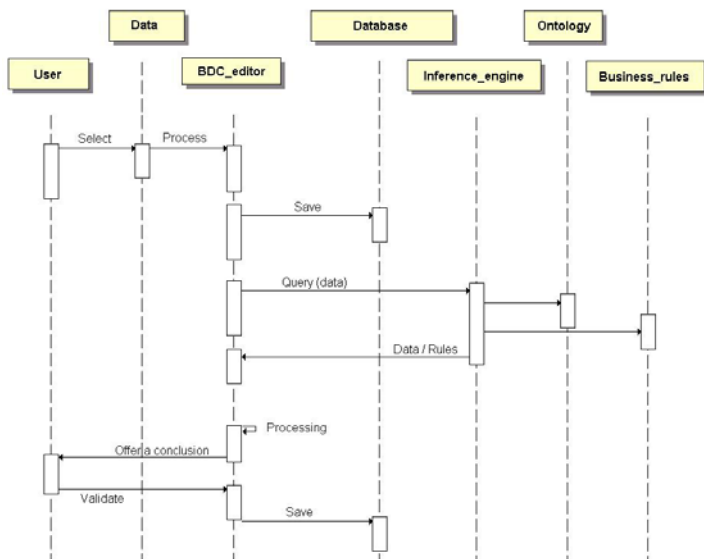 Data
Database
Ontology
User
BDC_editor
Inference_engine
Business_rules
Select
Process
Save
Query (data)
Data / Rules
Processing
Offer a conclusion
Validate
Save